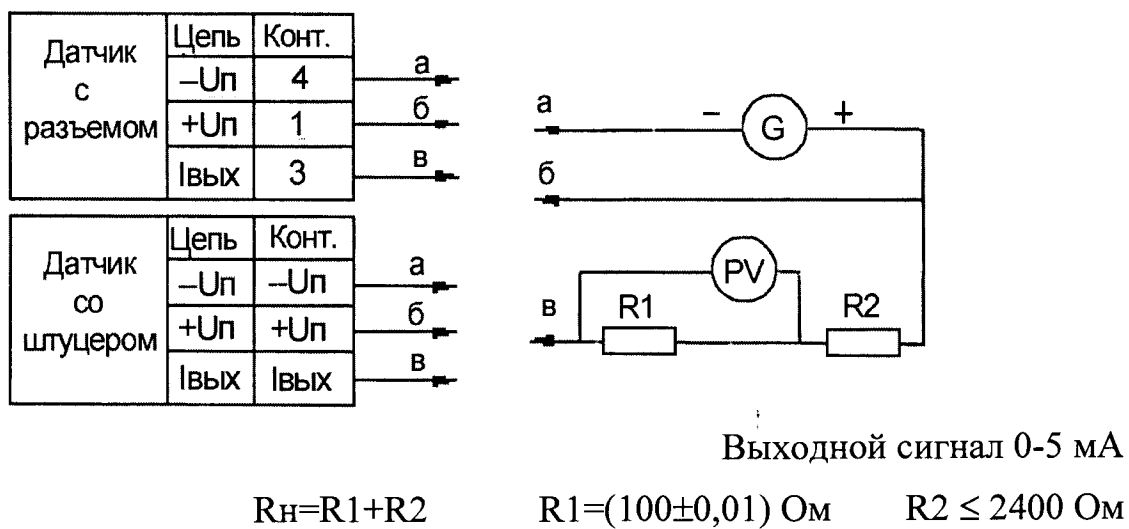 Датчик
с
разъемом
Цепь Конт.
–Uп 4
+Uп 1
Iвых 3
а
б
в
Датчик
со
штуцером
Цепь Конт.
–Uп –Uп
+Uп +Uп
Iвых Iвых
а
б
в
а – G +
б
PV
в R1 R2
Выходной сигнал 0-5 мА
Rн=R1+R2 R1=(100±0,01) Ом R2 ≤ 2400 Ом